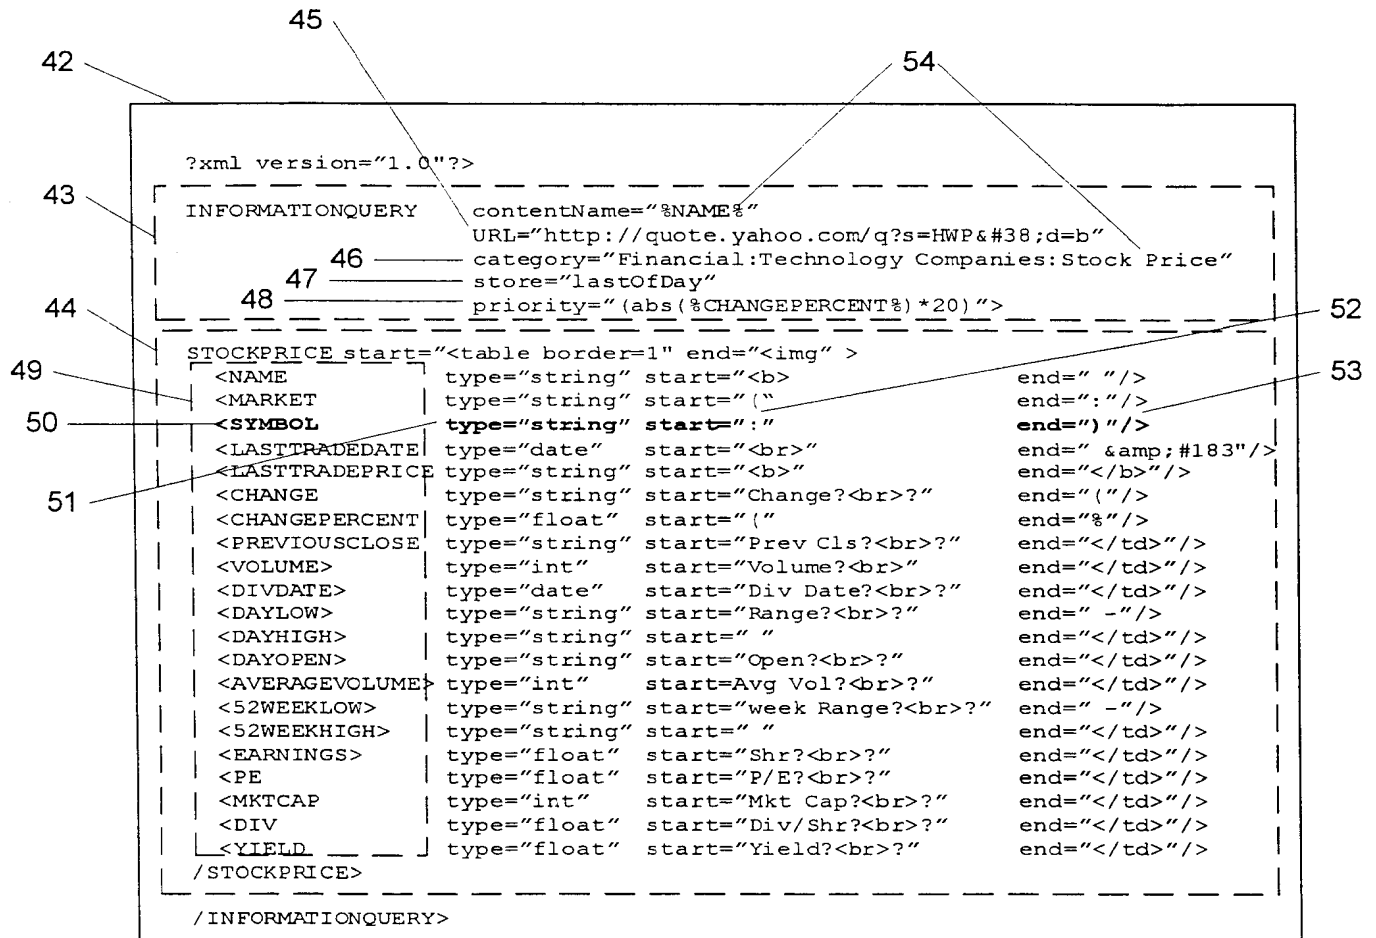 45
42
54
?xml version="1.0"?>
43
INFORMATIONQUERY contentName="%NAME%"
URL="http://quote.yahoo.com/q?s=HWP&#38;d=b"
46 category="Financial:Technology Companies:Stock Price"
47 store="lastOfDay"
48 priority="(abs(%CHANGEPERCENT%)*20)">
44 52
STOCKPRICE start="<table border=1" end="<img" >
49 <NAME type="string" start="<b> end=" "/> 53
<MARKET type="string" start="(" end=":"/>
50 <SYMBOL type="string" start=":" end=")"/>
<LASTTRADEDATE type="date" start="<br>" end=" &amp;#183"/>
<LASTTRADEPRICE type="string" start="<b>" end="</b>"/>
51 <CHANGE type="string" start="Change?<br>?" end="("/>
<CHANGEPERCENT type="float" start="(" end="%"/>
<PREVIOUSCLOSE type="string" start="Prev Cls?<br>?" end="</td>"/>
<VOLUME> type="int" start="Volume?<br>" end="</td>"/>
<DIVDATE> type="date" start="Div Date?<br>?" end="</td>"/>
<DAYLOW> type="string" start="Range?<br>?" end=" -"/>
<DAYHIGH> type="string" start=" " end="</td>"/>
<DAYOPEN> type="string" start="Open?<br>?" end="</td>"/>
<AVERAGEVOLUME> type="int" start=Avg Vol?<br>?" end="</td>"/>
<52WEEKLOW> type="string" start="week Range?<br>?" end=" -"/>
<52WEEKHIGH> type="string" start=" " end="</td>"/>
<EARNINGS> type="float" start="Shr?<br>?" end="</td>"/>
<PE type="float" start="P/E?<br>?" end="</td>"/>
<MKTCAP type="int" start="Mkt Cap?<br>?" end="</td>"/>
<DIV type="float" start="Div/Shr?<br>?" end="</td>"/>
<YIELD type="float" start="Yield?<br>?" end="</td>"/>
/STOCKPRICE>
/INFORMATIONQUERY>